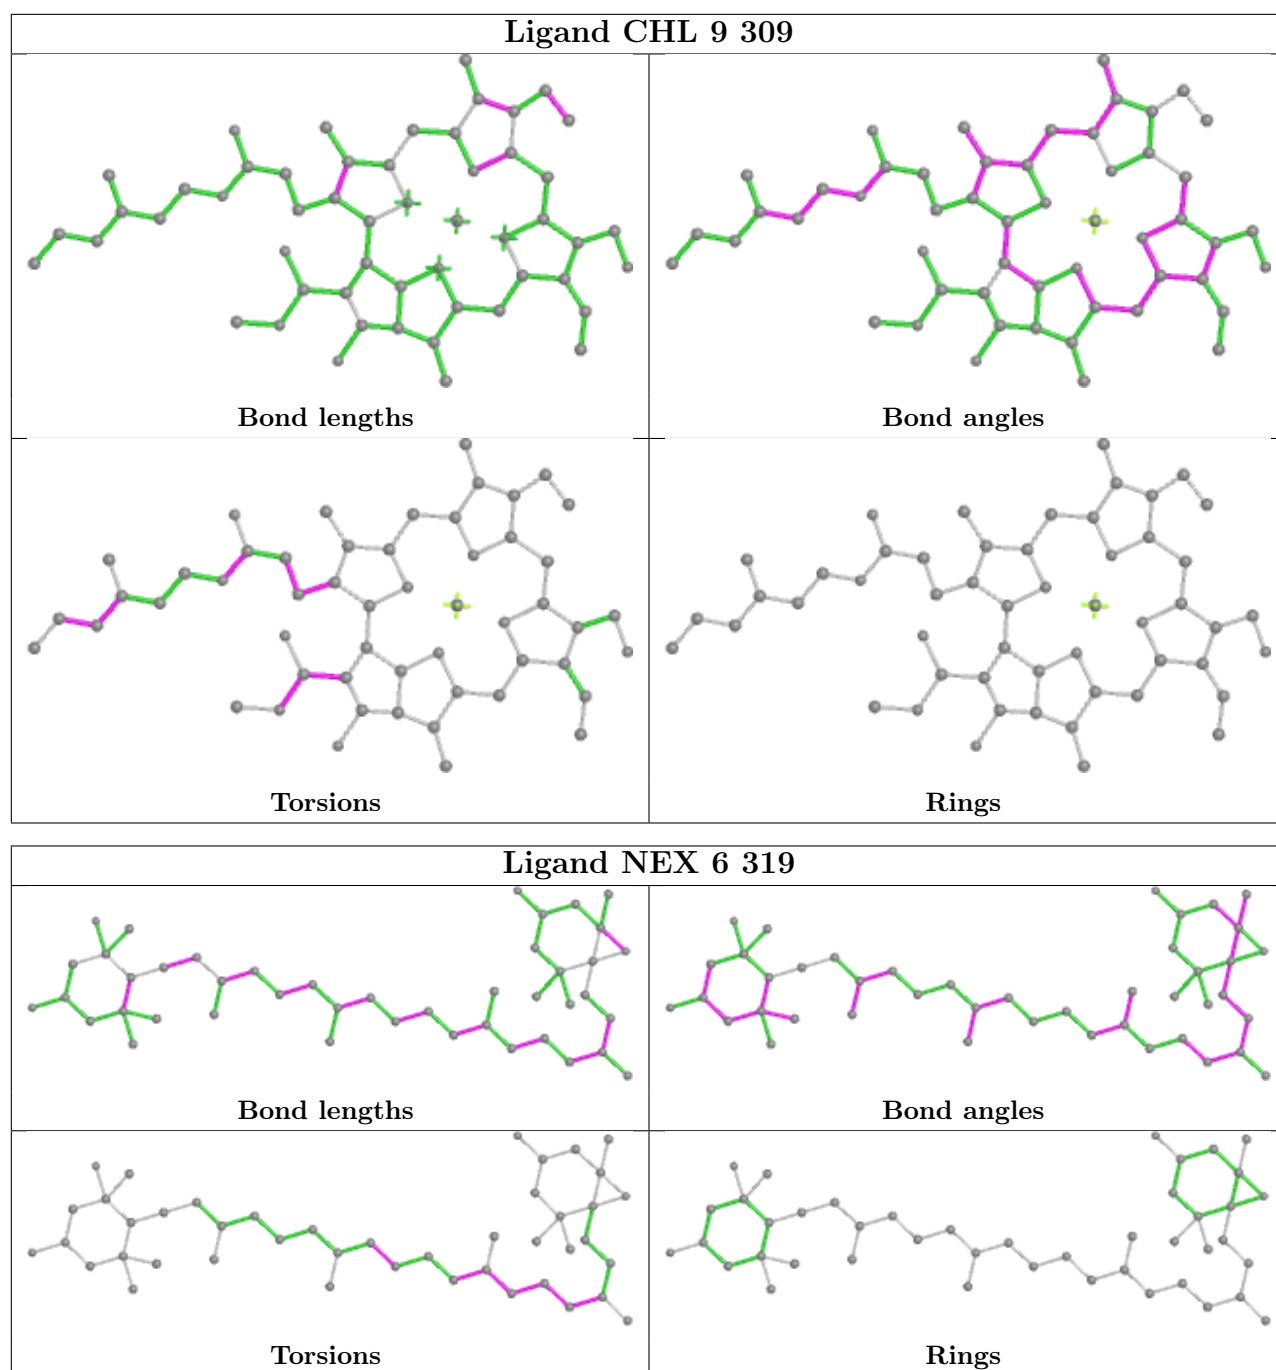 Ligand CHL 9 309
Bond lengths
Bond angles
Torsions
Rings
Ligand NEX 6 319
Bond lengths
Bond angles
Torsions
Rings